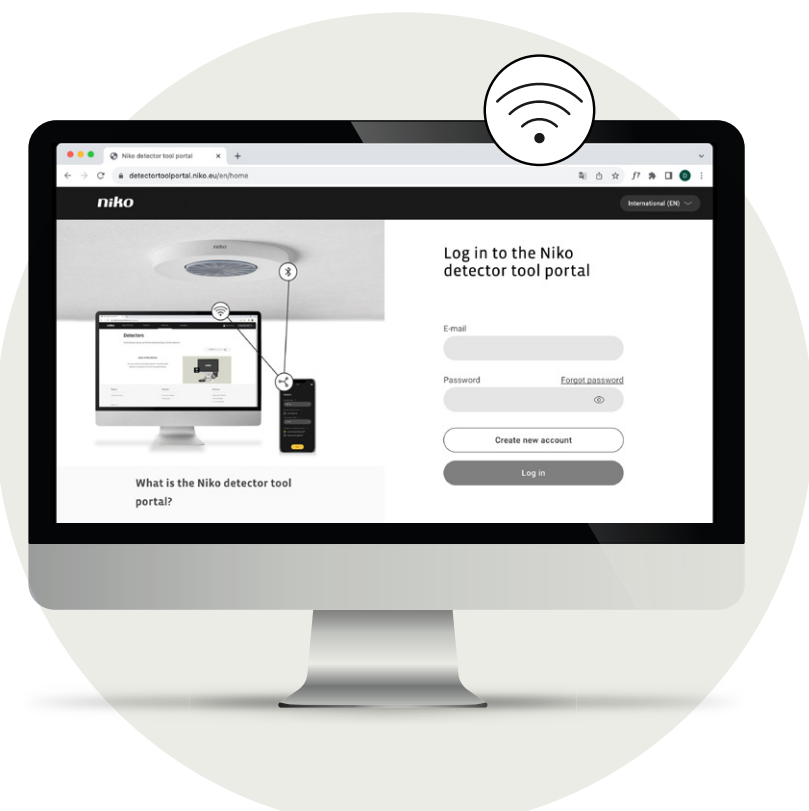 Niko detector tool portal
detectortoolportal.niko.eu/en/home
niko
International (EN)
niko
Detectors
What is the Niko detector tool
portal?
Log in to the Niko
detector tool portal
E-mail
Password
Forgot password
Create new account
Log in